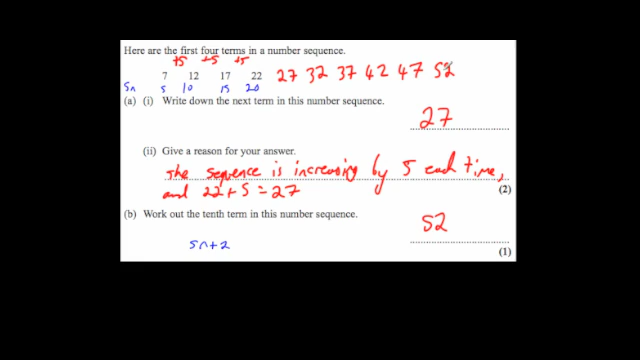 Here are the first four terms in a number sequence.
+5 +5 +5
7 12 17 22 27 32 37 42 47 52
5n 5 10 15 20
(a) (i) Write down the next term in this number sequence.
27
(ii) Give a reason for your answer.
The sequence is increasing by 5 each time,
and 22+5=27
(2)
(b) Work out the tenth term in this number sequence.
52
5n+2
(1)